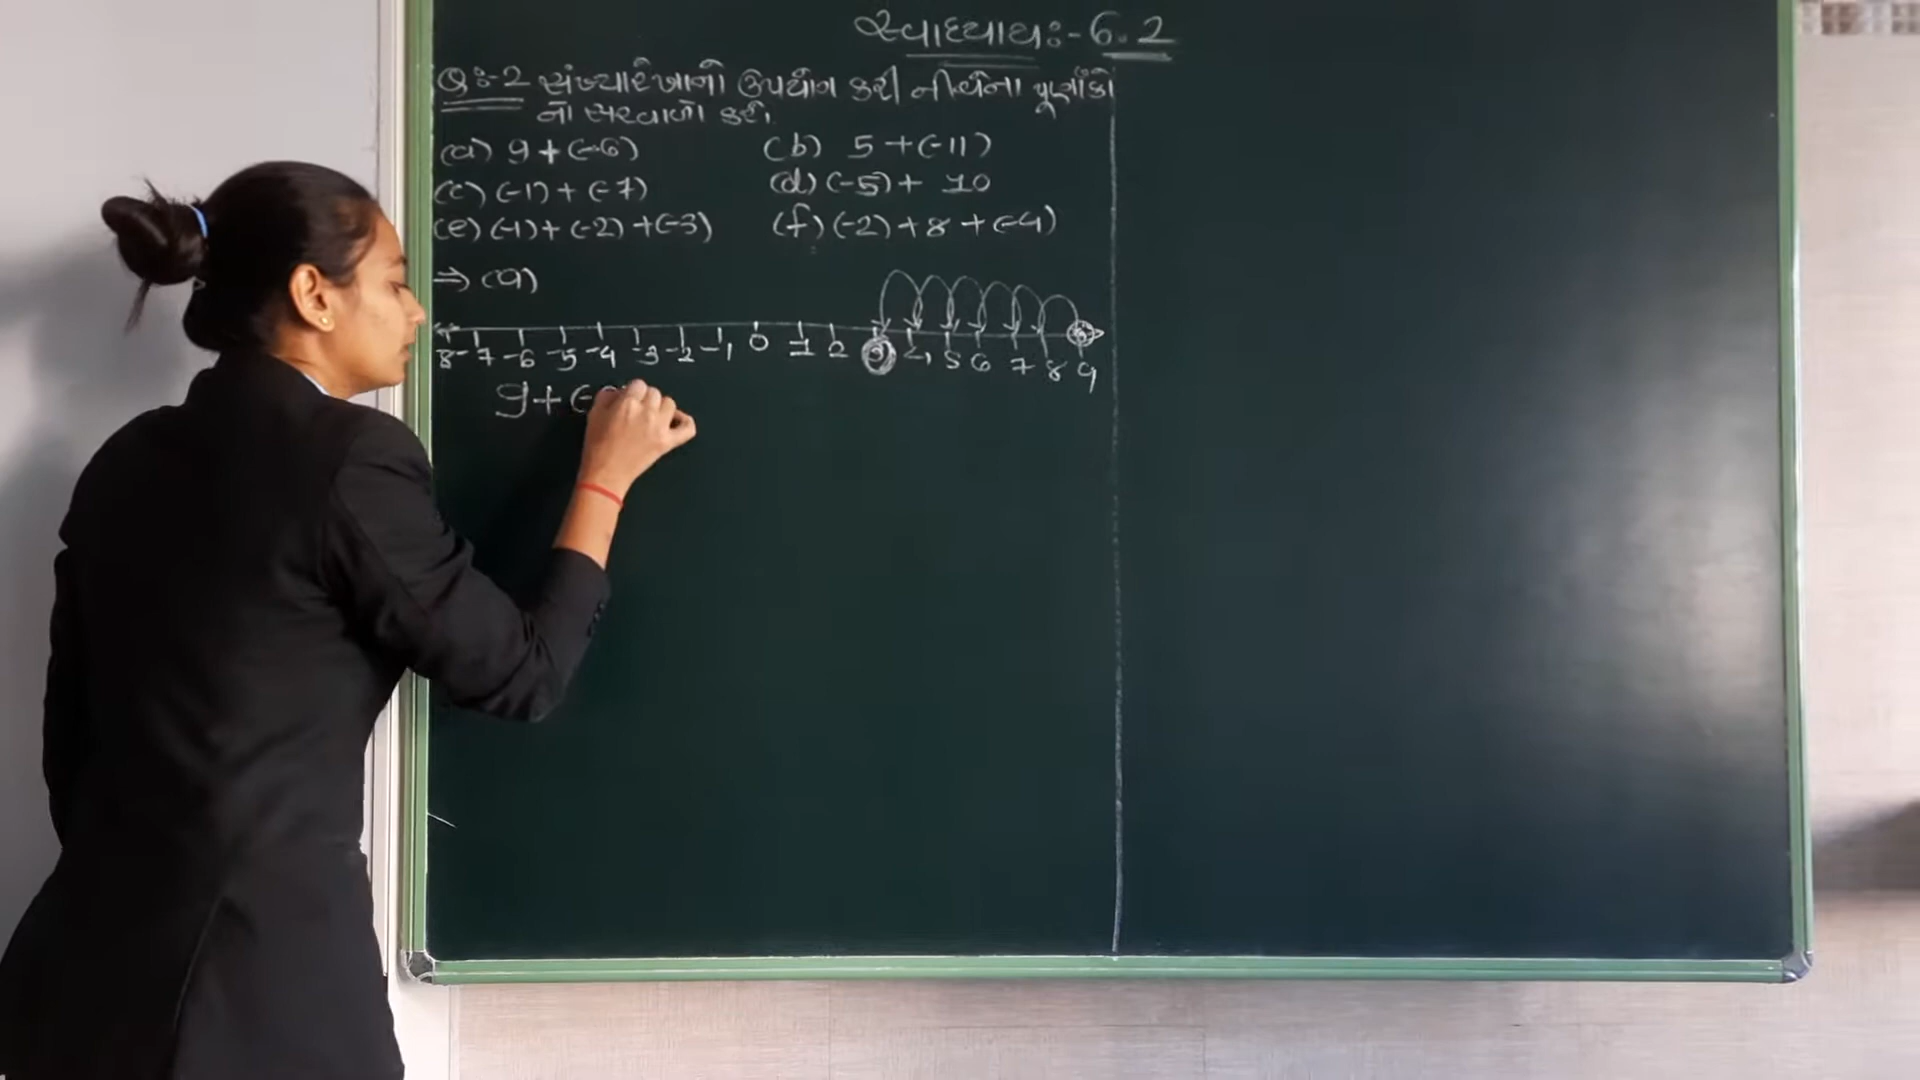 સ્વાધ્યાય:- 6.2
Q:-2 સંખ્યારેખાનો ઉપયોગ કરી નીચેના પૂર્ણાંકો
નો સરવાળો કરો.
(a) 9 + (-6) (b) 5 + (-11)
(c) (-1) + (-7) (d) (-5) + 10
(e) (-1) + (-2) + (-3) (f) (-2) + 8 + (-4)
⇒ (a)
8 -7 -6 -5 -4 -3 -2 -1 0 1 2 3 4 5 6 7 8 9
9 + (-